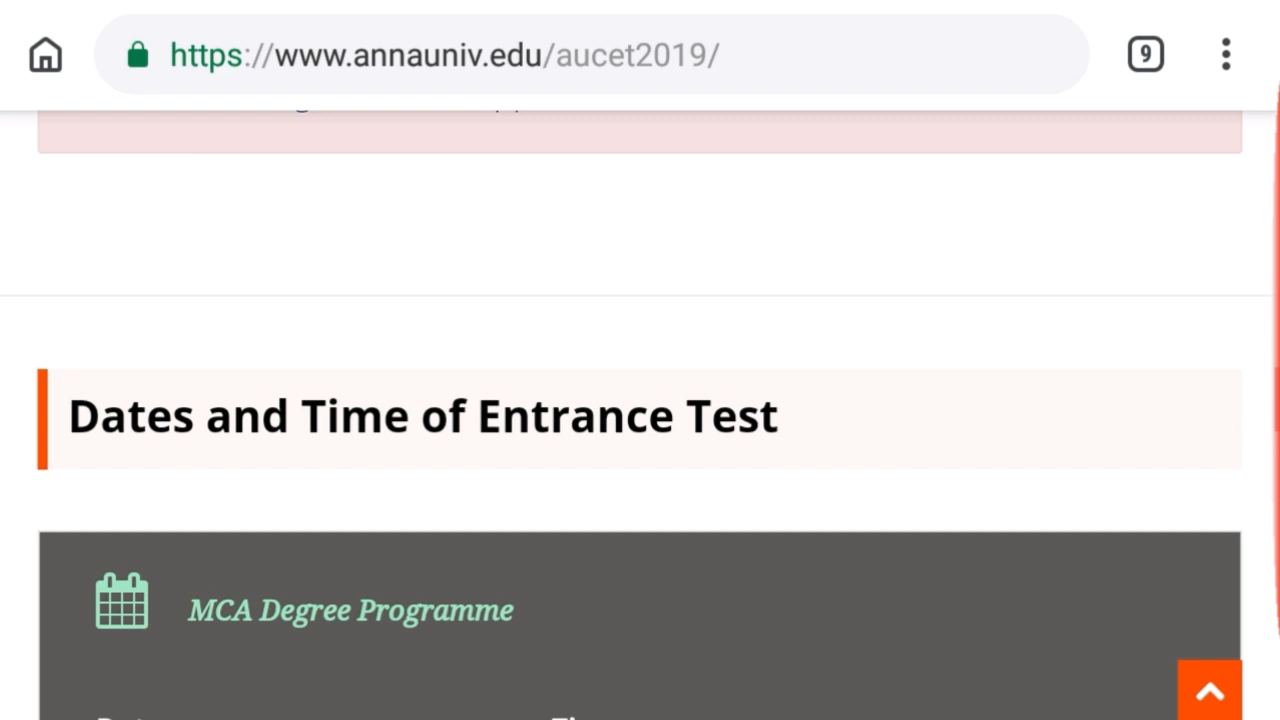 https://www.annauniv.edu/aucet2019/
9
Dates and Time of Entrance Test
MCA Degree Programme